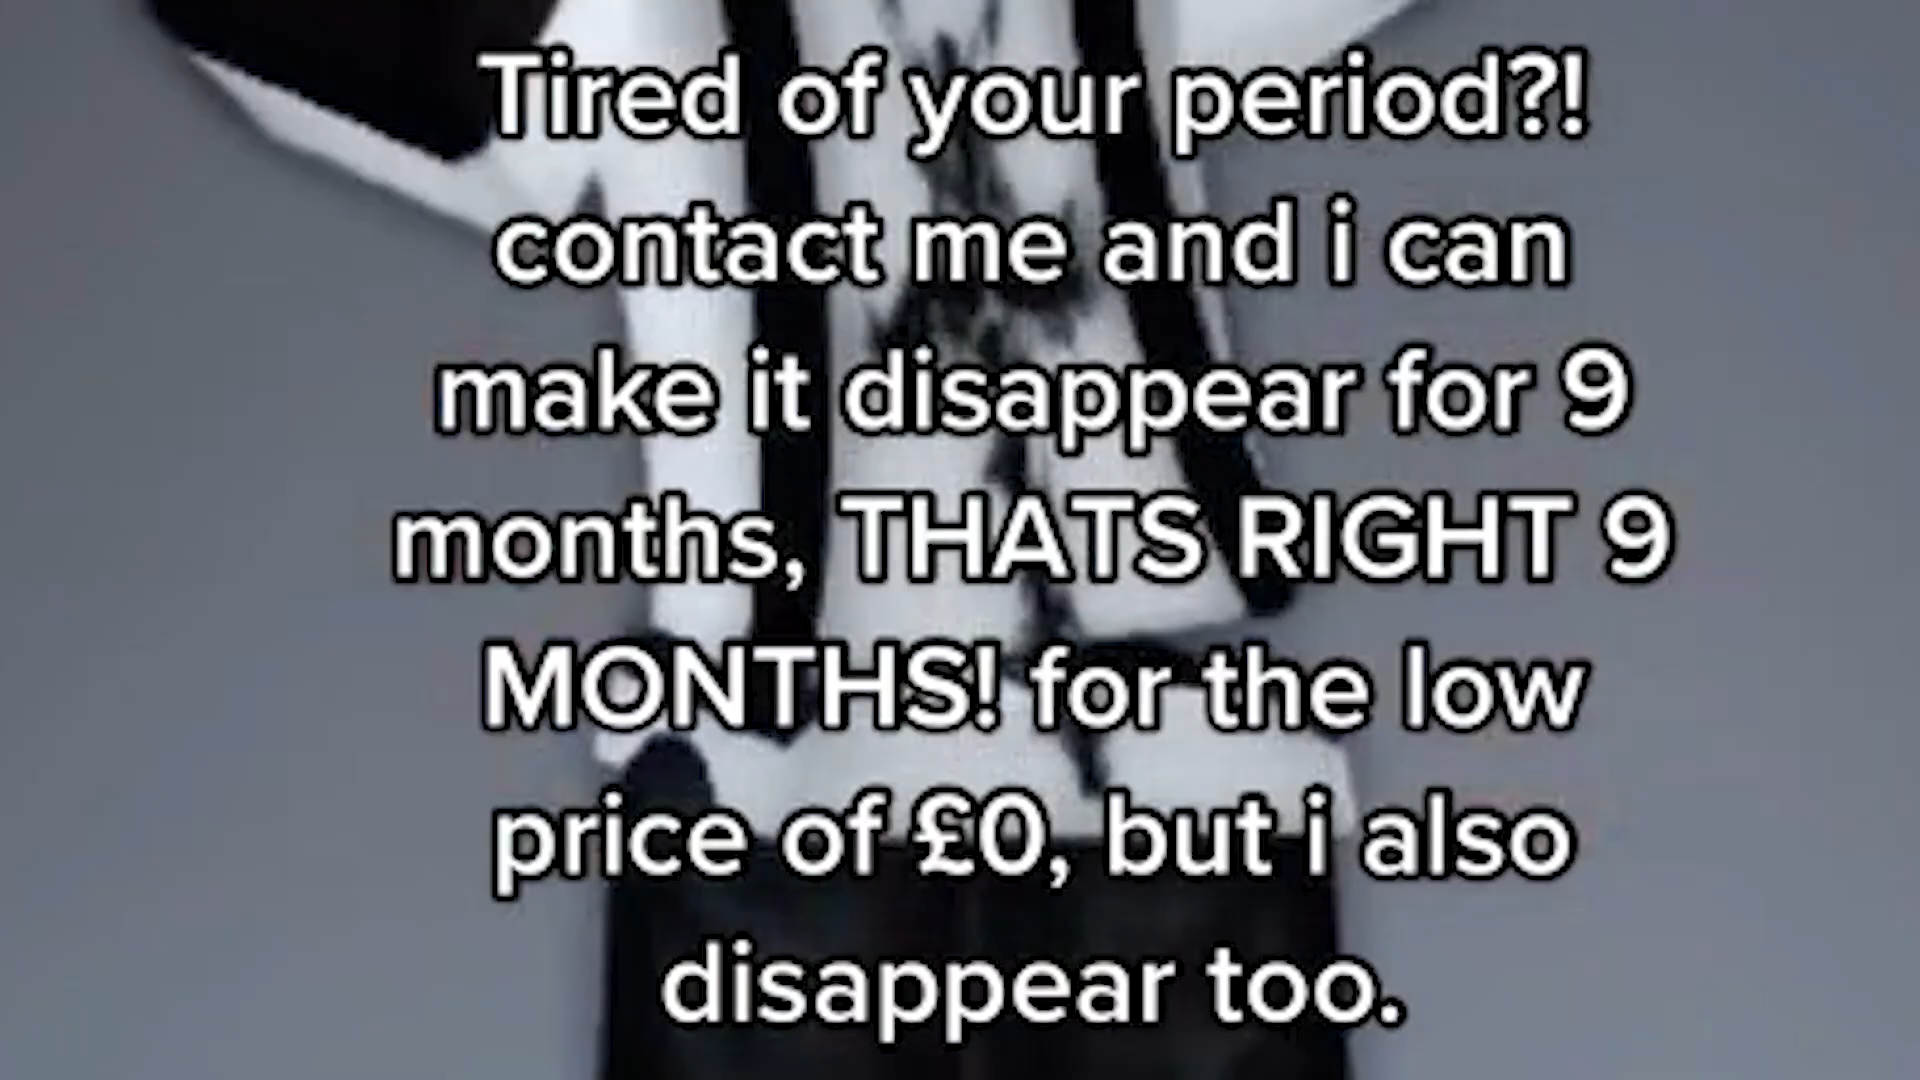 Tired of your period?!
contact me and i can
make it disappear for 9
months, THATS RIGHT 9
MONTHS! for the low
price of £0, but i also
disappear too.